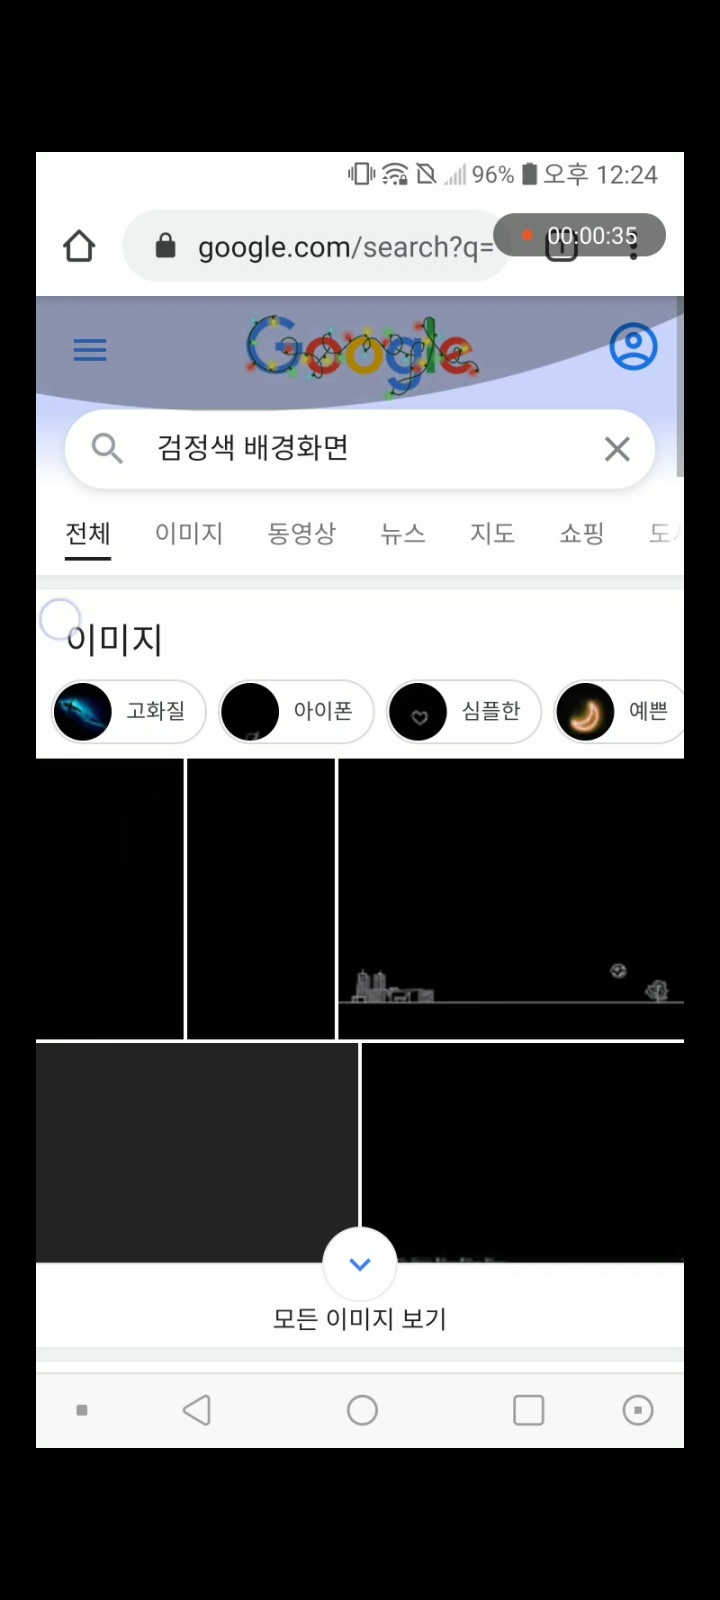 96% 오후 12:24
google.com/search?q=
00:00:35
Google
검정색 배경화면
전체 이미지 동영상 뉴스 지도 쇼핑
이미지
고화질 아이폰 심플한 예쁜
모든 이미지 보기